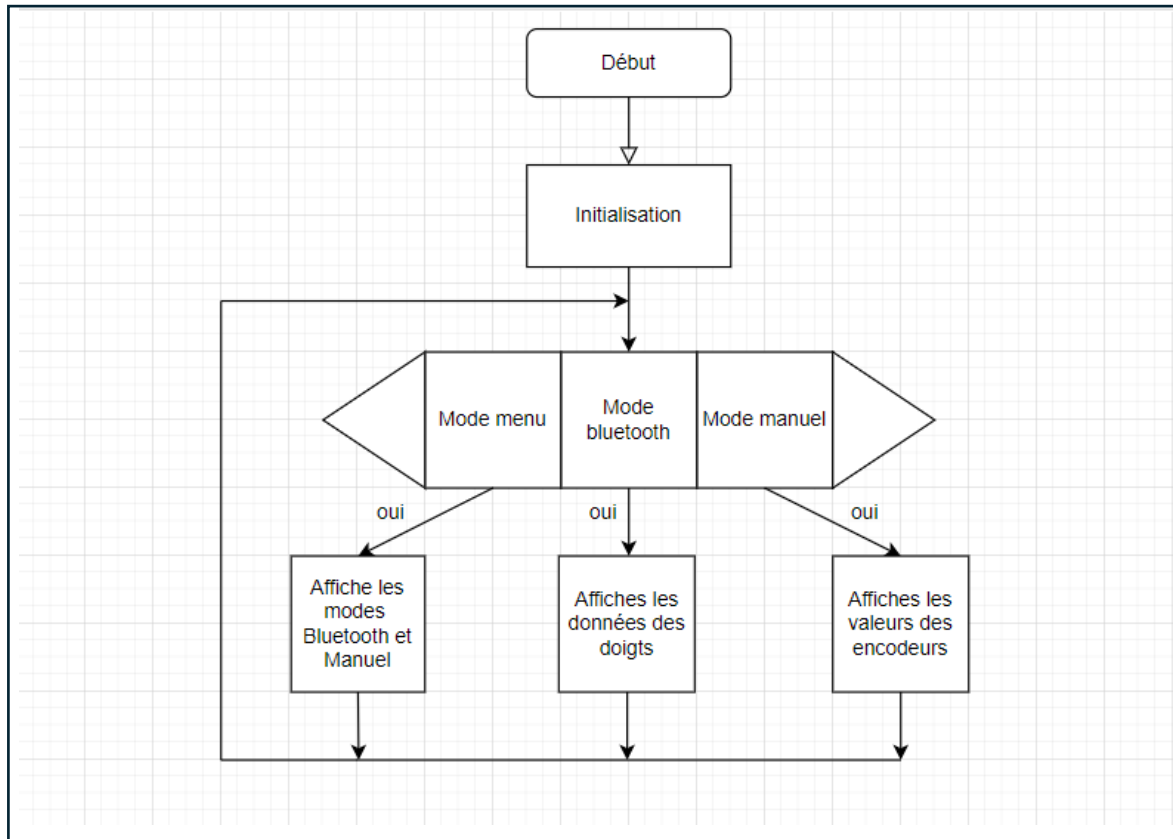 Début
Initialisation
Mode menu
Mode
bluetooth
Mode manuel
oui
oui
oui
Affiche les
modes
Bluetooth et
Manuel
Affiches les
données des
doigts
Affiches les
valeurs des
encodeurs